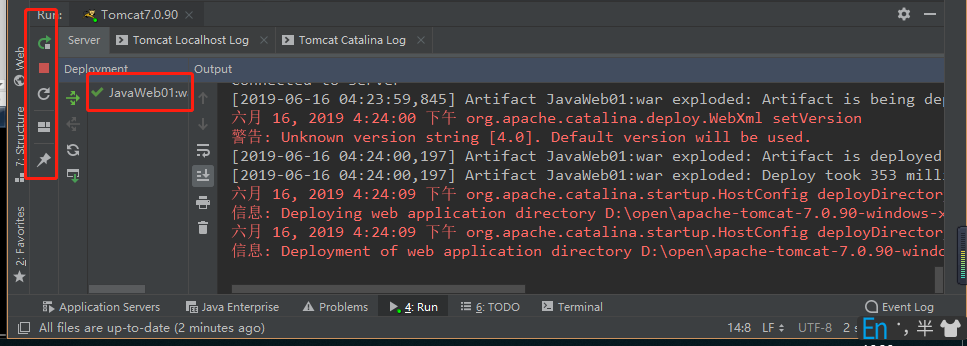 Run: Tomcat7.0.90
Server Tomcat Localhost Log Tomcat Catalina Log
Deployment Output
JavaWeb01:w
[2019-06-16 04:23:59,845] Artifact JavaWeb01:war exploded: Artifact is being dep
六月 16, 2019 4:24:00 下午 org.apache.catalina.deploy.WebXml setVersion
警告: Unknown version string [4.0]. Default version will be used.
[2019-06-16 04:24:00,197] Artifact JavaWeb01:war exploded: Artifact is deployed
[2019-06-16 04:24:00,197] Artifact JavaWeb01:war exploded: Deploy took 353 milli
六月 16, 2019 4:24:09 下午 org.apache.catalina.startup.HostConfig deployDirector
信息: Deploying web application directory D:\open\apache-tomcat-7.0.90-windows-x
六月 16, 2019 4:24:09 下午 org.apache.catalina.startup.HostConfig deployDirector
信息: Deployment of web application directory D:\open\apache-tomcat-7.0.90-windo
Web
7: Structure
2: Favorites
Application Servers Java Enterprise Problems 4: Run 6: TODO Terminal Event Log
All files are up-to-date (2 minutes ago) 14:8 LF UTF-8 2 s
En 半